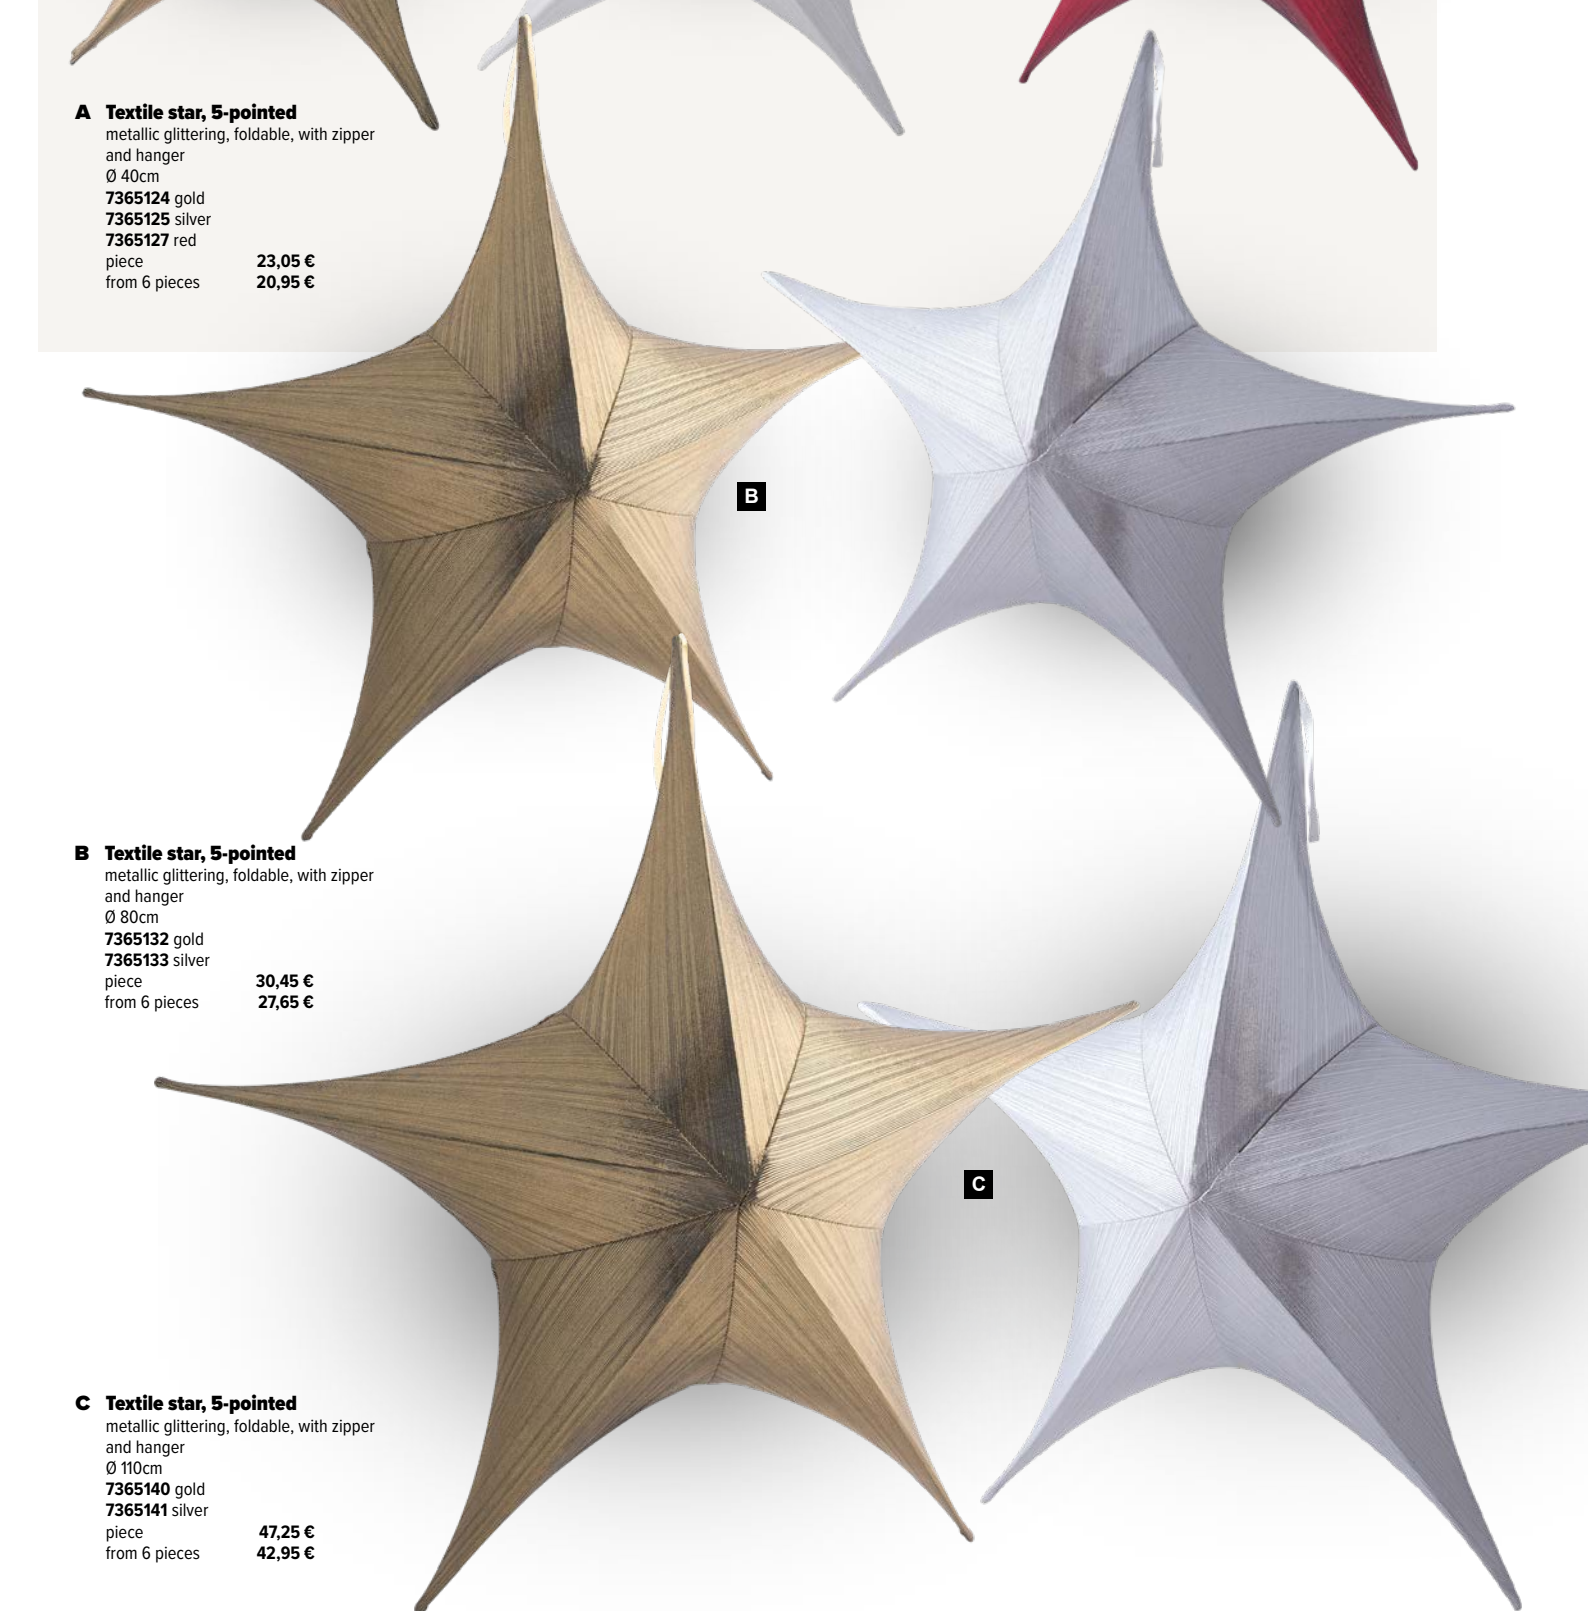 A Textile star, 5-pointed
metallic glittering, foldable, with zipper
and hanger
Ø 40cm
7365124 gold
7365125 silver
7365127 red
piece 23,05 €
from 6 pieces 20,95 €
B
B Textile star, 5-pointed
metallic glittering, foldable, with zipper
and hanger
Ø 80cm
7365132 gold
7365133 silver
piece 30,45 €
from 6 pieces 27,65 €
C
C Textile star, 5-pointed
metallic glittering, foldable, with zipper
and hanger
Ø 110cm
7365140 gold
7365141 silver
piece 47,25 €
from 6 pieces 42,95 €